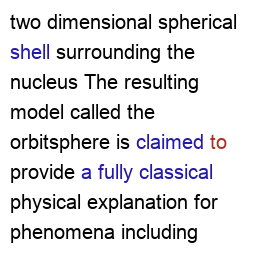 two dimensional spherical
shell surrounding the
nucleus The resulting
model called the
orbitsphere is claimed to
provide a fully classical
physical explanation for
phenomena including